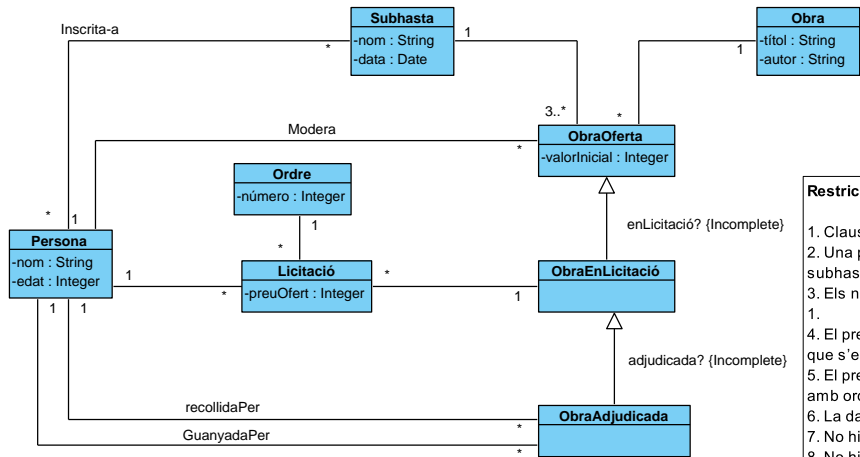 Subhasta
-nom : String
-data : Date
Obra
-títol : String
-autor : String
Inscrita-a
*
1
1
3..*
*
Modera
*
ObraOferta
-valorInicial : Integer
Ordre
-número : Integer
1
*
enLicitació? {Incomplete}
*
1
Persona
-nom : String
-edat : Integer
1
*
Licitació
-preuOfert : Integer
*
1
ObraEnLicitació
1
1
adjudicada? {Incomplete}
recollidaPer
*
GuanyadaPer
*
ObraAdjudicada
1. Claus
2. Una p
subhas
3. Els n
1.
4. El pre
que s'e
5. El pre
amb ord
6. La da
7. No hi
8. No hi